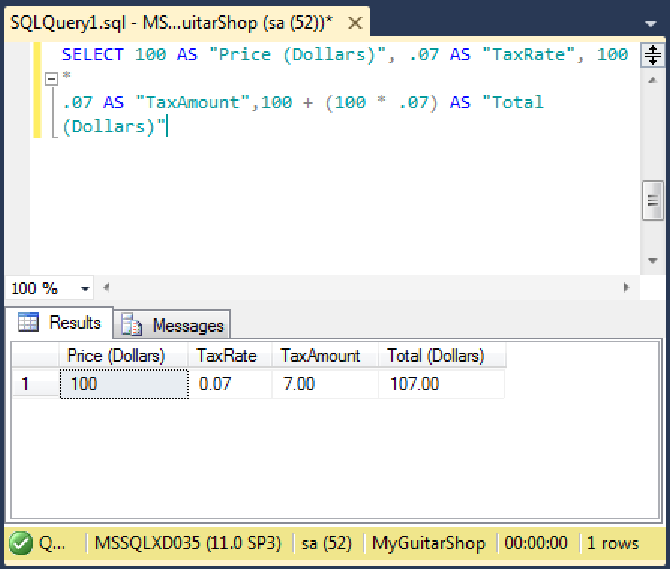 SQLQuery1.sql - MS...uitarShop (sa (52))*
SELECT 100 AS "Price (Dollars)", .07 AS "TaxRate", 100
*
.07 AS "TaxAmount",100 + (100 * .07) AS "Total
(Dollars)"
100 %
Results Messages
Price (Dollars) TaxRate TaxAmount Total (Dollars)
1 100 0.07 7.00 107.00
Q... MSSQLXD035 (11.0 SP3) sa (52) MyGuitarShop 00:00:00 1 rows